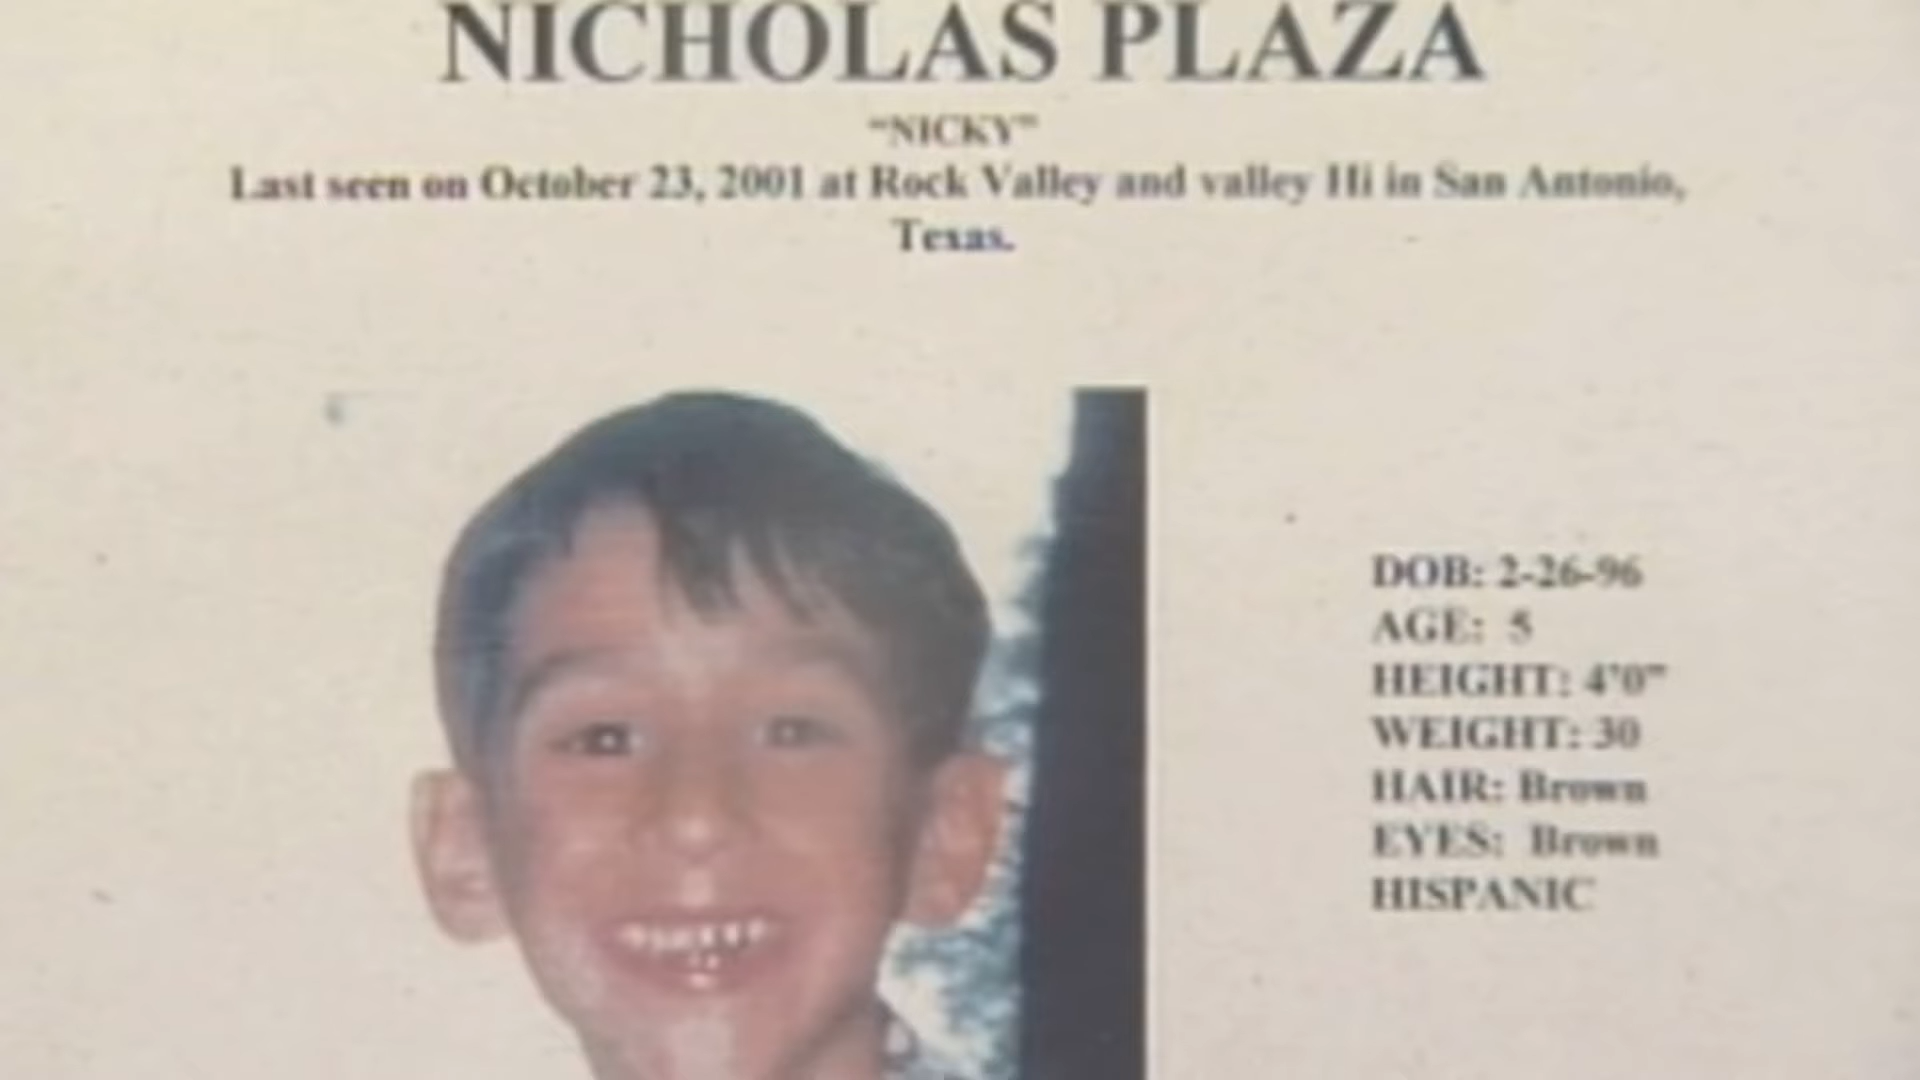 NICHOLAS PLAZA
“NICKY”
Last seen on October 23, 2001 at Rock Valley and valley Hi in San Antonio,
Texas.
DOB: 2-26-96
AGE: 5
HEIGHT: 4'0"
WEIGHT: 30
HAIR: Brown
EYES: Brown
HISPANIC